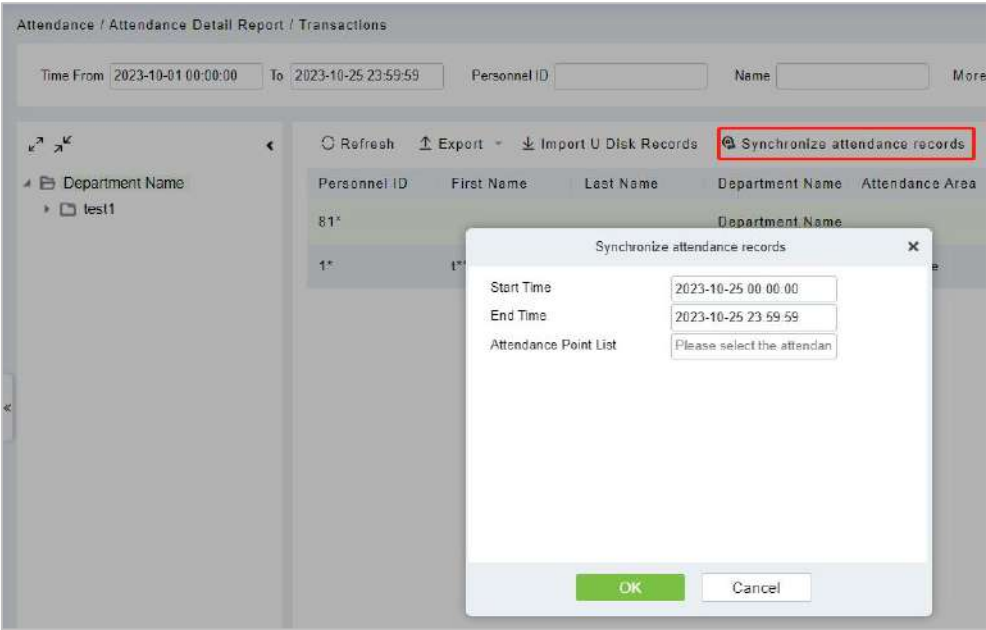 Attendance / Attendance Detail Report / Transactions
Time From 2023-10-01 00:00:00 To 2023-10-25 23:59:59 Personnel ID Name More
Refresh Export Import U Disk Records Synchronize attendance records
Department Name
test1
Personnel ID First Name Last Name Department Name Attendance Area
81* Department Name
1* t** e
Synchronize attendance records
Start Time 2023-10-25 00:00:00
End Time 2023-10-25 23:59:59
Attendance Point List Please select the attendan
OK Cancel